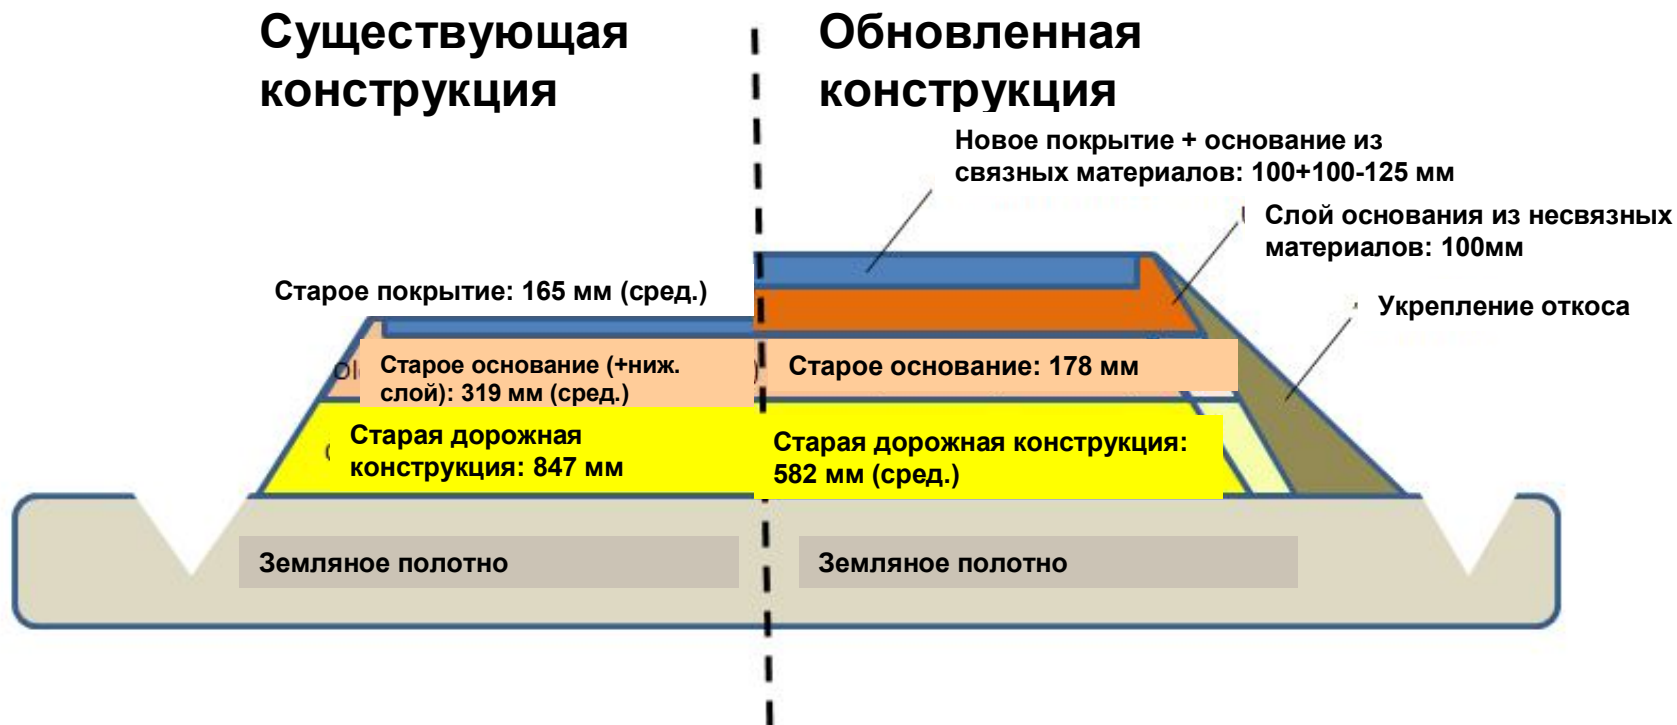 Существующая
конструкция
Обновленная
конструкция
Новое покрытие + основание из
связных материалов: 100+100-125 мм
Слой основания из несвязных
материалов: 100мм
Укрепление откоса
Старое покрытие: 165 мм (сред.)
Старое основание (+ниж.
слой): 319 мм (сред.)
Старое основание: 178 мм
Старая дорожная
конструкция: 847 мм
Старая дорожная конструкция:
582 мм (сред.)
Земляное полотно
Земляное полотно